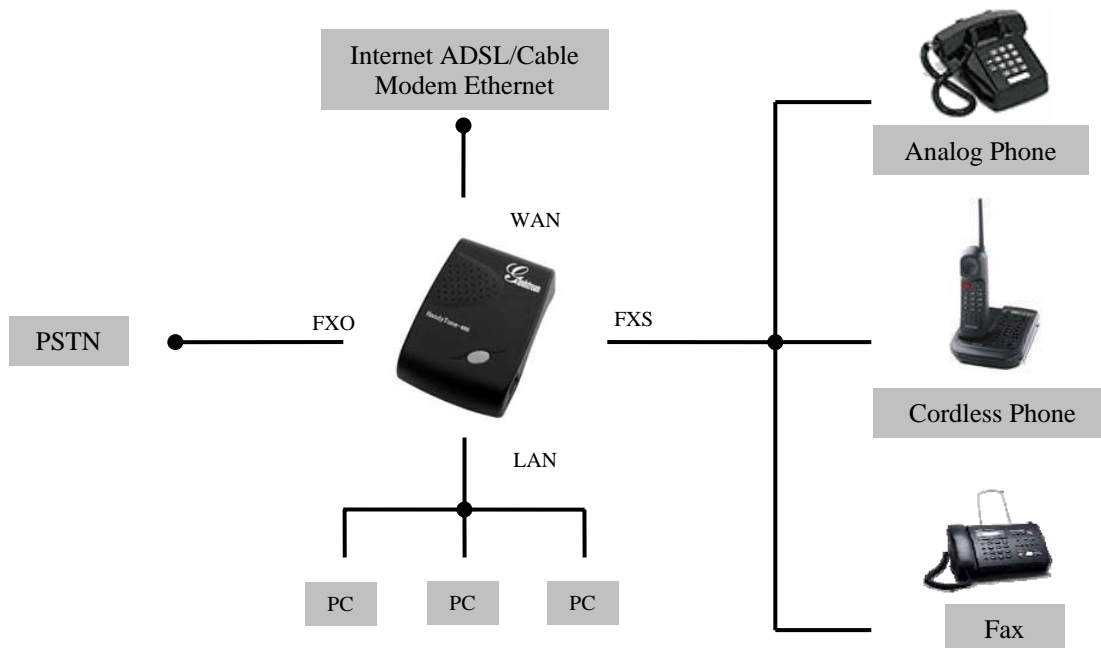 Internet ADSL/Cable
Modem Ethernet
Analog Phone
WAN
FXO
FXS
PSTN
Cordless Phone
LAN
PC
PC
PC
Fax